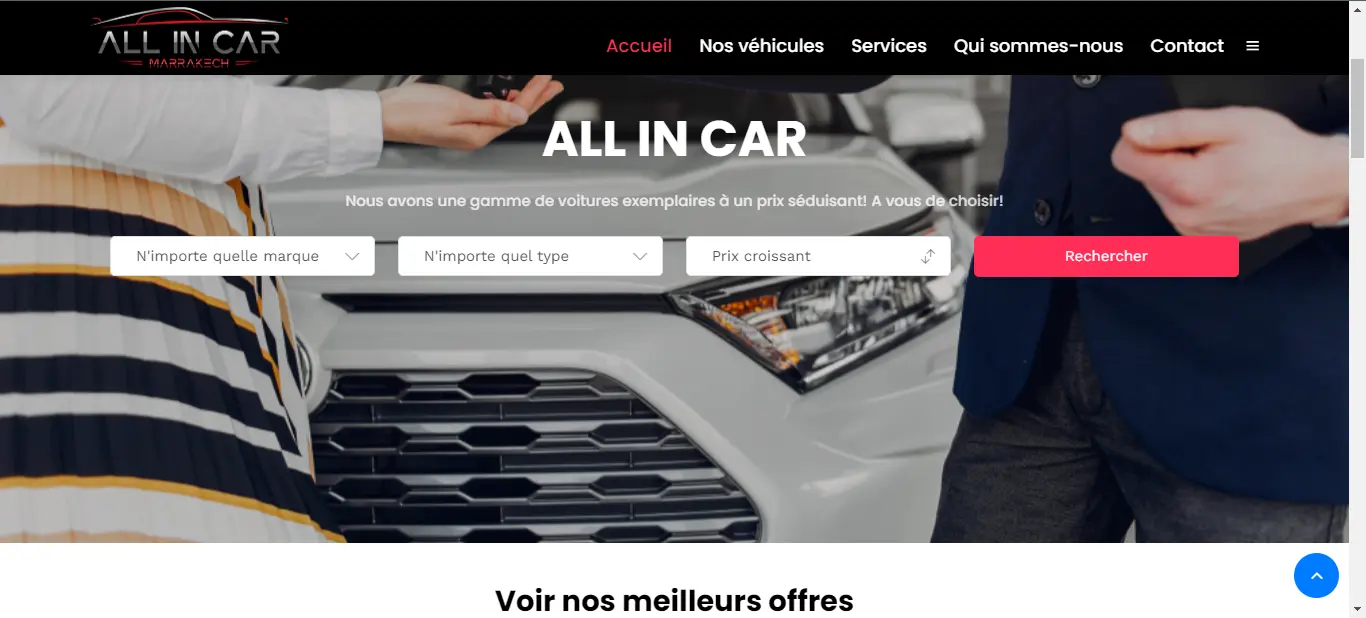 ALL IN CAR
MARRAKECH
Accueil Nos véhicules Services Qui sommes-nous Contact
ALL IN CAR
Nous avons une gamme de voitures exemplaires à un prix séduisant! A vous de choisir!
N'importe quelle marque N'importe quel type Prix croissant Rechercher
Voir nos meilleurs offres